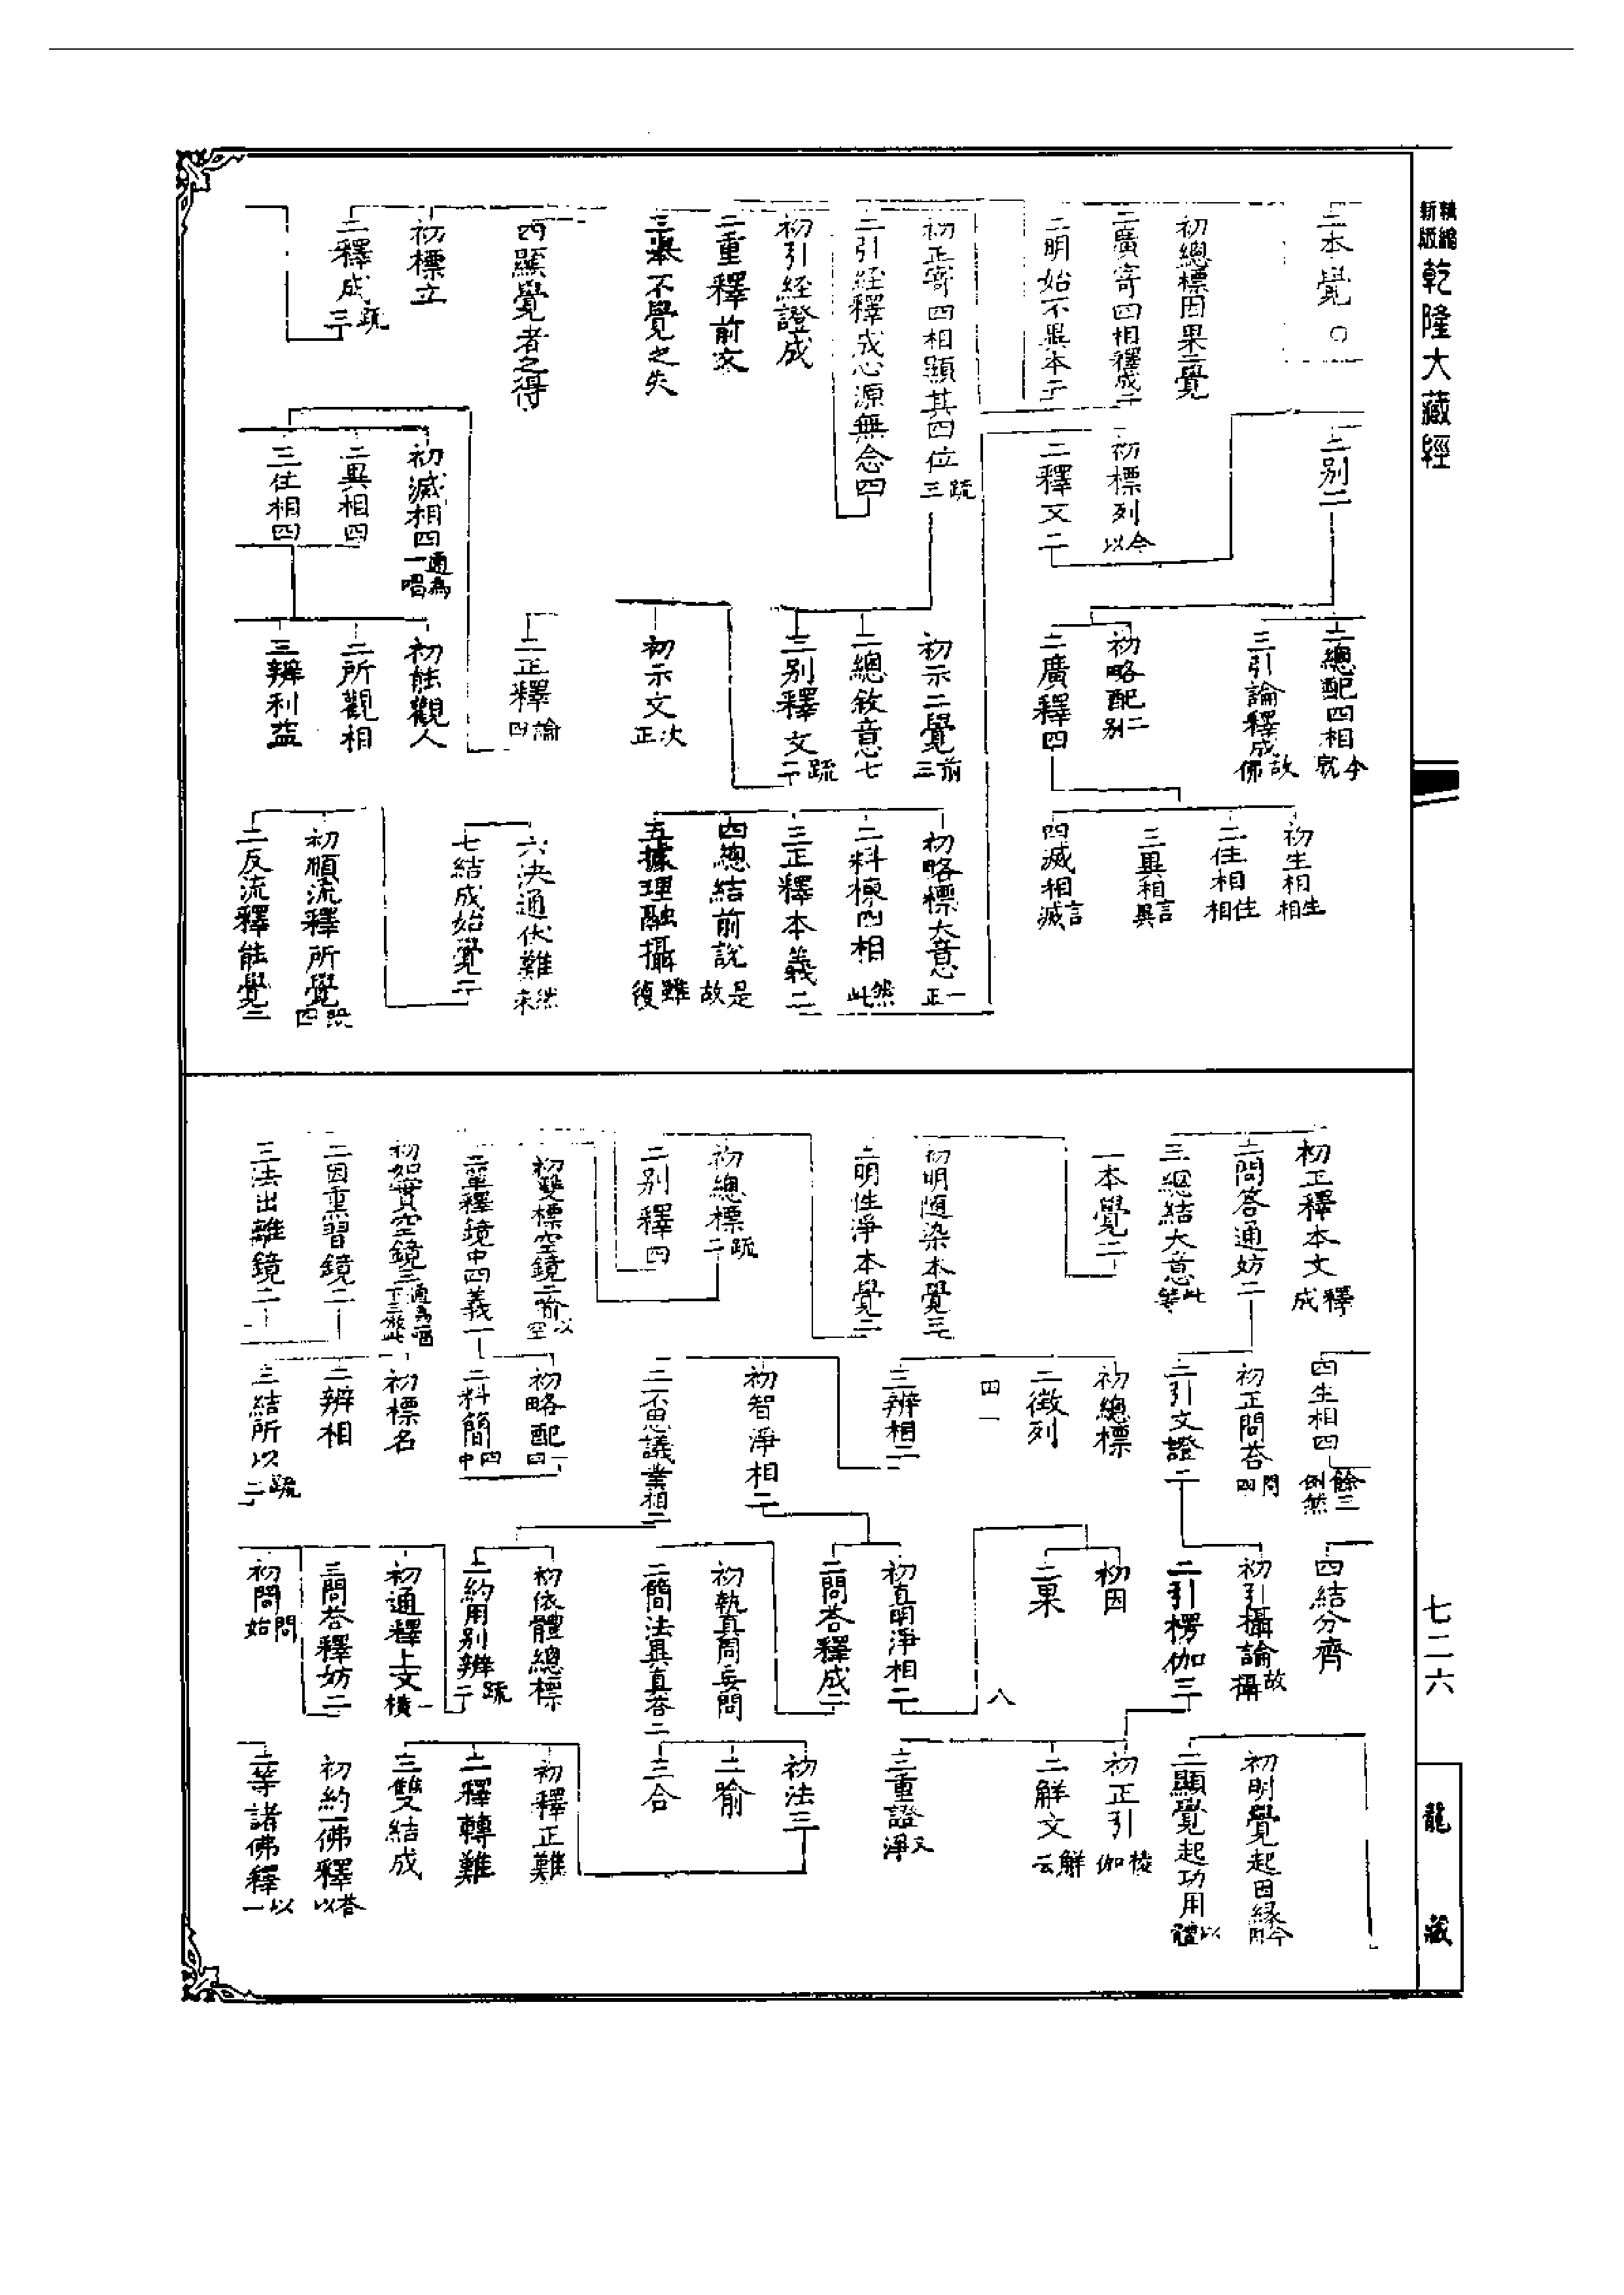 新版
精縮
乾隆大藏經
七二六
龍藏
二本覺〇
初總標因果二覺
二廣寄四相釋成二
二明始不異本二
初正寄四相顯其四位三疏
二引経釋成心源無念四
初引経證成
二重釋前文
三舉不覺之失
四顯覺者之得
初標立
二釋成二疏
二別二
初標列以今
二釋文二
初滅相四一唱通為
二異相四
三住相四
二總配四相就今
三引論釋成佛故
初略配別二
二廣釋四
初示二覺三前
二總敘意七
三別釋文二疏
初示文正次
二正釋四論
初能觀人
二所觀相
三辨利益
初生相相生
二住相相住
三異相異言
四滅相滅言
初略標大意正一
二料揀四相此然
三正釋本義二
四總結前說故是
五據理融攝復雖
六決通伏難未然
七結成始覺二
初順流釋所覺四疏
二反流釋能覺三
初正釋本文成釋
二問答通妨二
三總結大意等此
一本覺二
初明隨染本覺三
二明性淨本覺二
初總標二疏
二別釋四
初雙標空鏡二喻空以
二單釋鏡中四義一
初如實空鏡三
二因熏習鏡二
三法出離鏡二
四生相四例然餘三
初正問答四問
二引文證二
初總標
二徵列
四一
三辨相二
初智淨相二
二不思議業相二
初略配四一
二料簡中四
初標名
二辨相
三結所以二疏
四結分齊
初引攝論攝故
二引楞伽三
初因
二果
八
初直明淨相二
二問答釋成二
初執真同妄問
二簡法異真答二
初依體總標
二約用別辨二疏
初通釋上文橫一
二問答釋妨二
初問始問
初明覺起因緣因今
二顯覺起功用體以
初正引伽楞
二解文云解
三重證淨又
初法三
二喻
三合
初釋正難
二釋轉難
三雙結成
初約一佛釋以答
二等諸佛釋一以